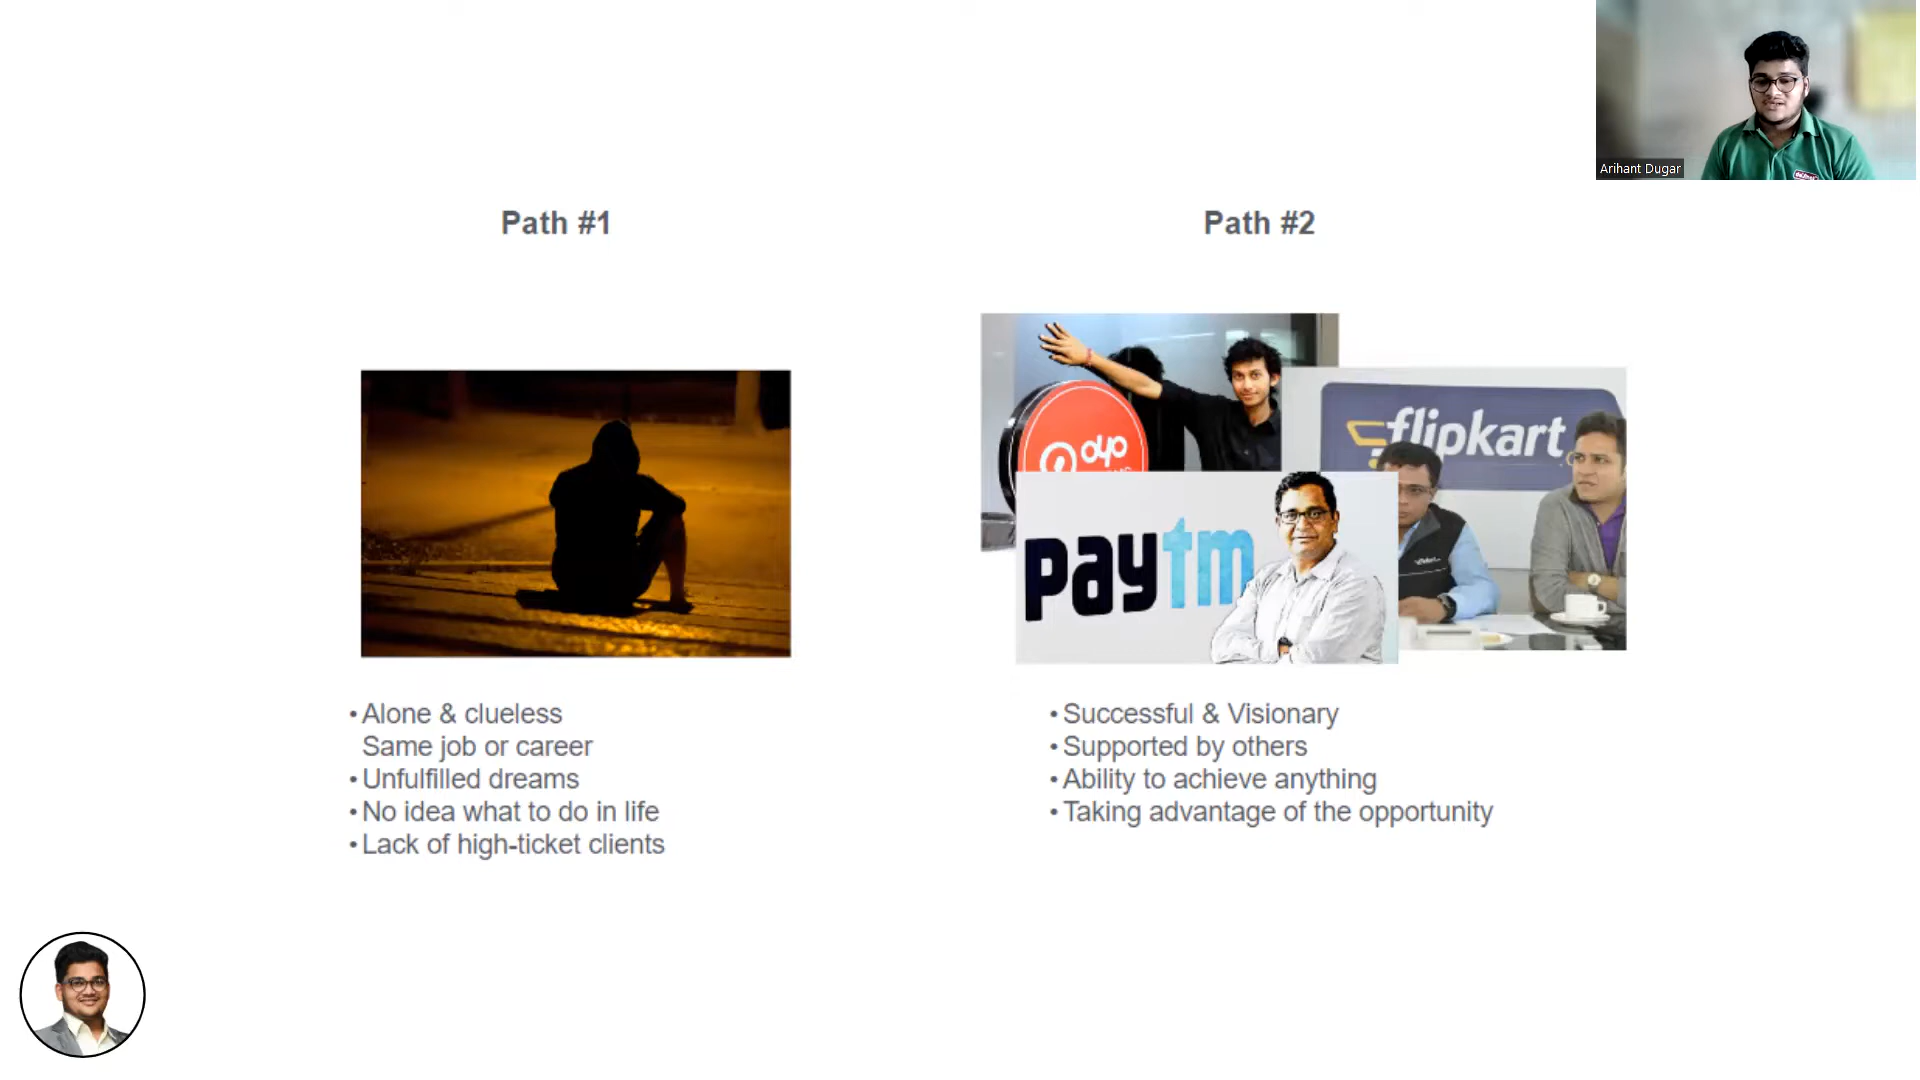 Arihant Dugar
Path #1
Path #2
oyo
flipkart
paytm
• Alone & clueless
Same job or career
• Unfulfilled dreams
• No idea what to do in life
• Lack of high-ticket clients
• Successful & Visionary
• Supported by others
• Ability to achieve anything
• Taking advantage of the opportunity